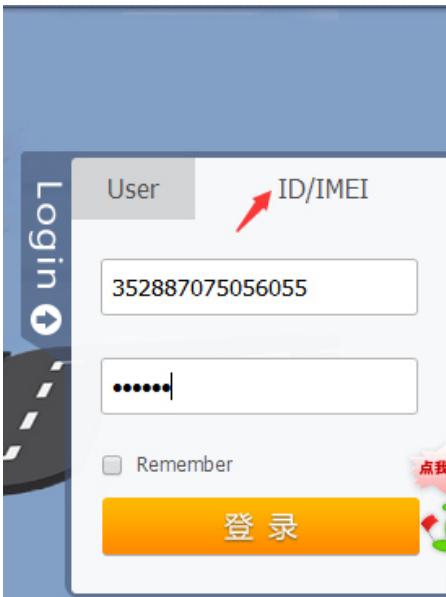 Login
User
ID/IMEI
352887075056055
••••••
Remember
登录
点我